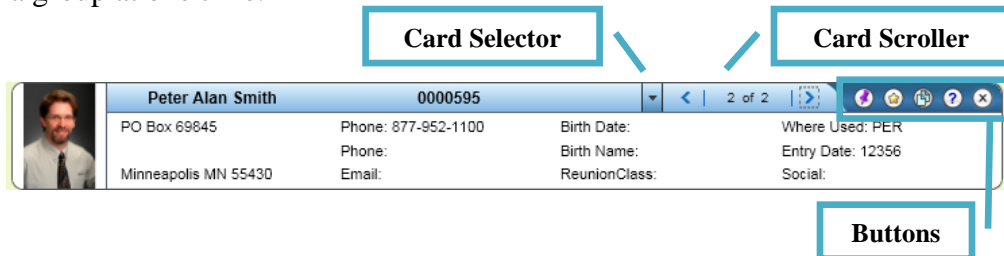 Card Selector
Card Scroller
Peter Alan Smith 0000595 2 of 2
PO Box 69845 Phone: 877-952-1100 Birth Date: Where Used: PER
Phone: Birth Name: Entry Date: 12356
Minneapolis MN 55430 Email: ReunionClass: Social:
Buttons